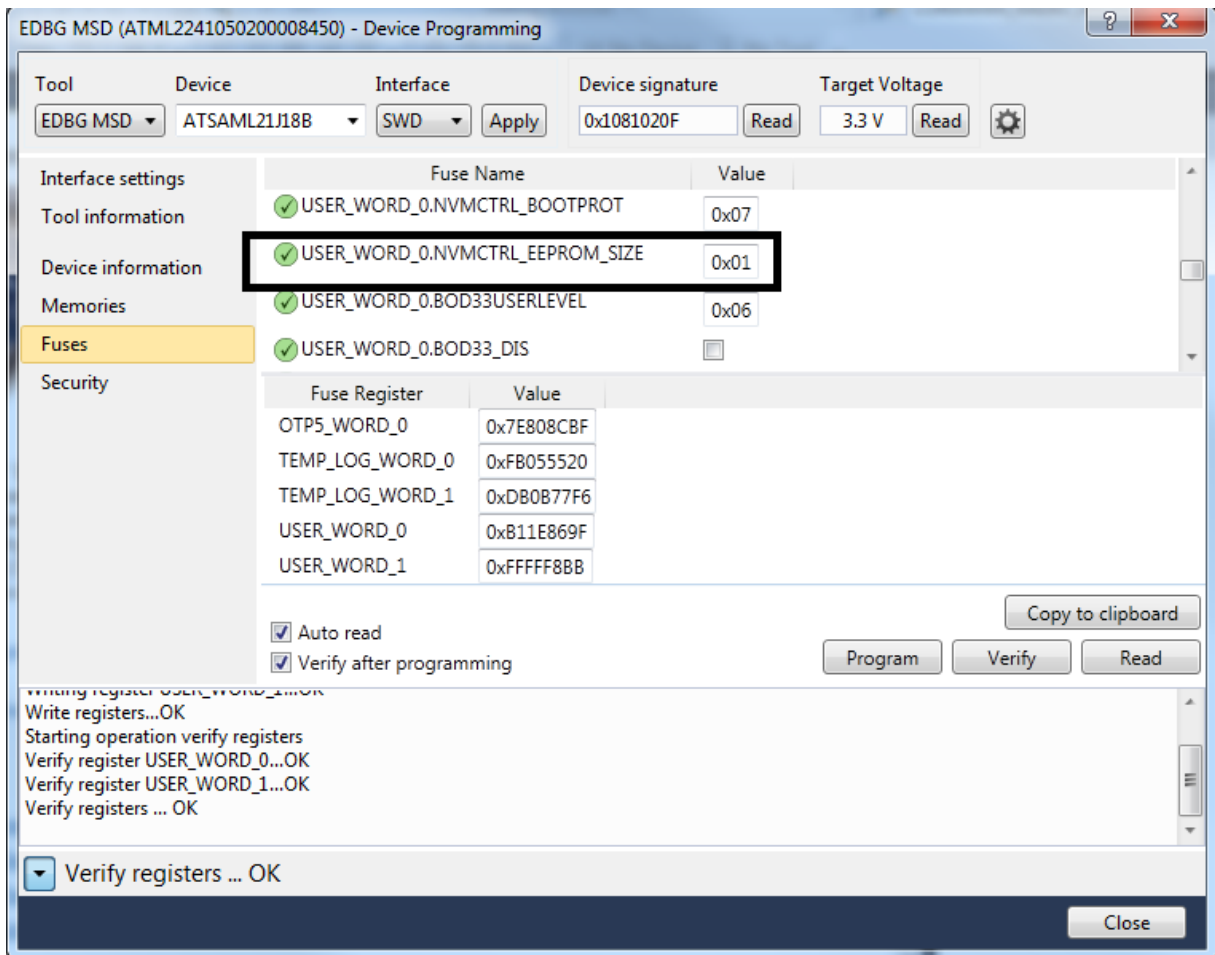 EDBG MSD (ATML2241050200008450) - Device Programming
Tool Device Interface Device signature Target Voltage
EDBG MSD ATSAML21J18B SWD Apply 0x1081020F Read 3.3 V Read
Interface settings
Tool information
Device information
Memories
Fuses
Security
Fuse Name Value
USER_WORD_0.NVMCTRL_BOOTPROT 0x07
USER_WORD_0.NVMCTRL_EEPROM_SIZE 0x01
USER_WORD_0.BOD33USERLEVEL 0x06
USER_WORD_0.BOD33_DIS
Fuse Register Value
OTP5_WORD_0 0x7E808CBF
TEMP_LOG_WORD_0 0xFB055520
TEMP_LOG_WORD_1 0xDB0B77F6
USER_WORD_0 0xB11E869F
USER_WORD_1 0xFFFFF8BB
Copy to clipboard
Auto read
Verify after programming
Program Verify Read
Writing register USER_WORD_1...OK
Write registers...OK
Starting operation verify registers
Verify register USER_WORD_0...OK
Verify register USER_WORD_1...OK
Verify registers ... OK
Verify registers ... OK
Close